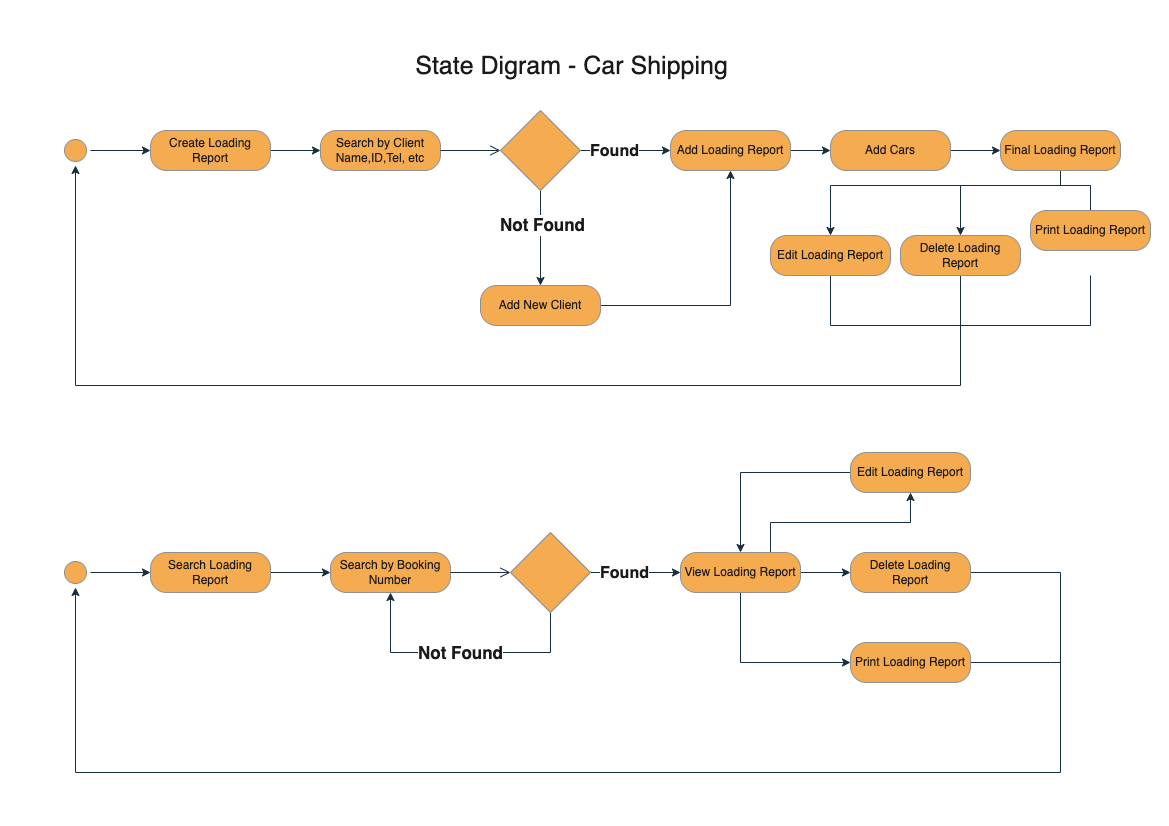 State Digram - Car Shipping
Create Loading
Report
Search by Client
Name,ID,Tel, etc
Found
Add Loading Report
Add Cars
Final Loading Report
Not Found
Print Loading Report
Edit Loading Report
Delete Loading
Report
Add New Client
Edit Loading Report
Search Loading
Report
Search by Booking
Number
Found
View Loading Report
Delete Loading
Report
Not Found
Print Loading Report